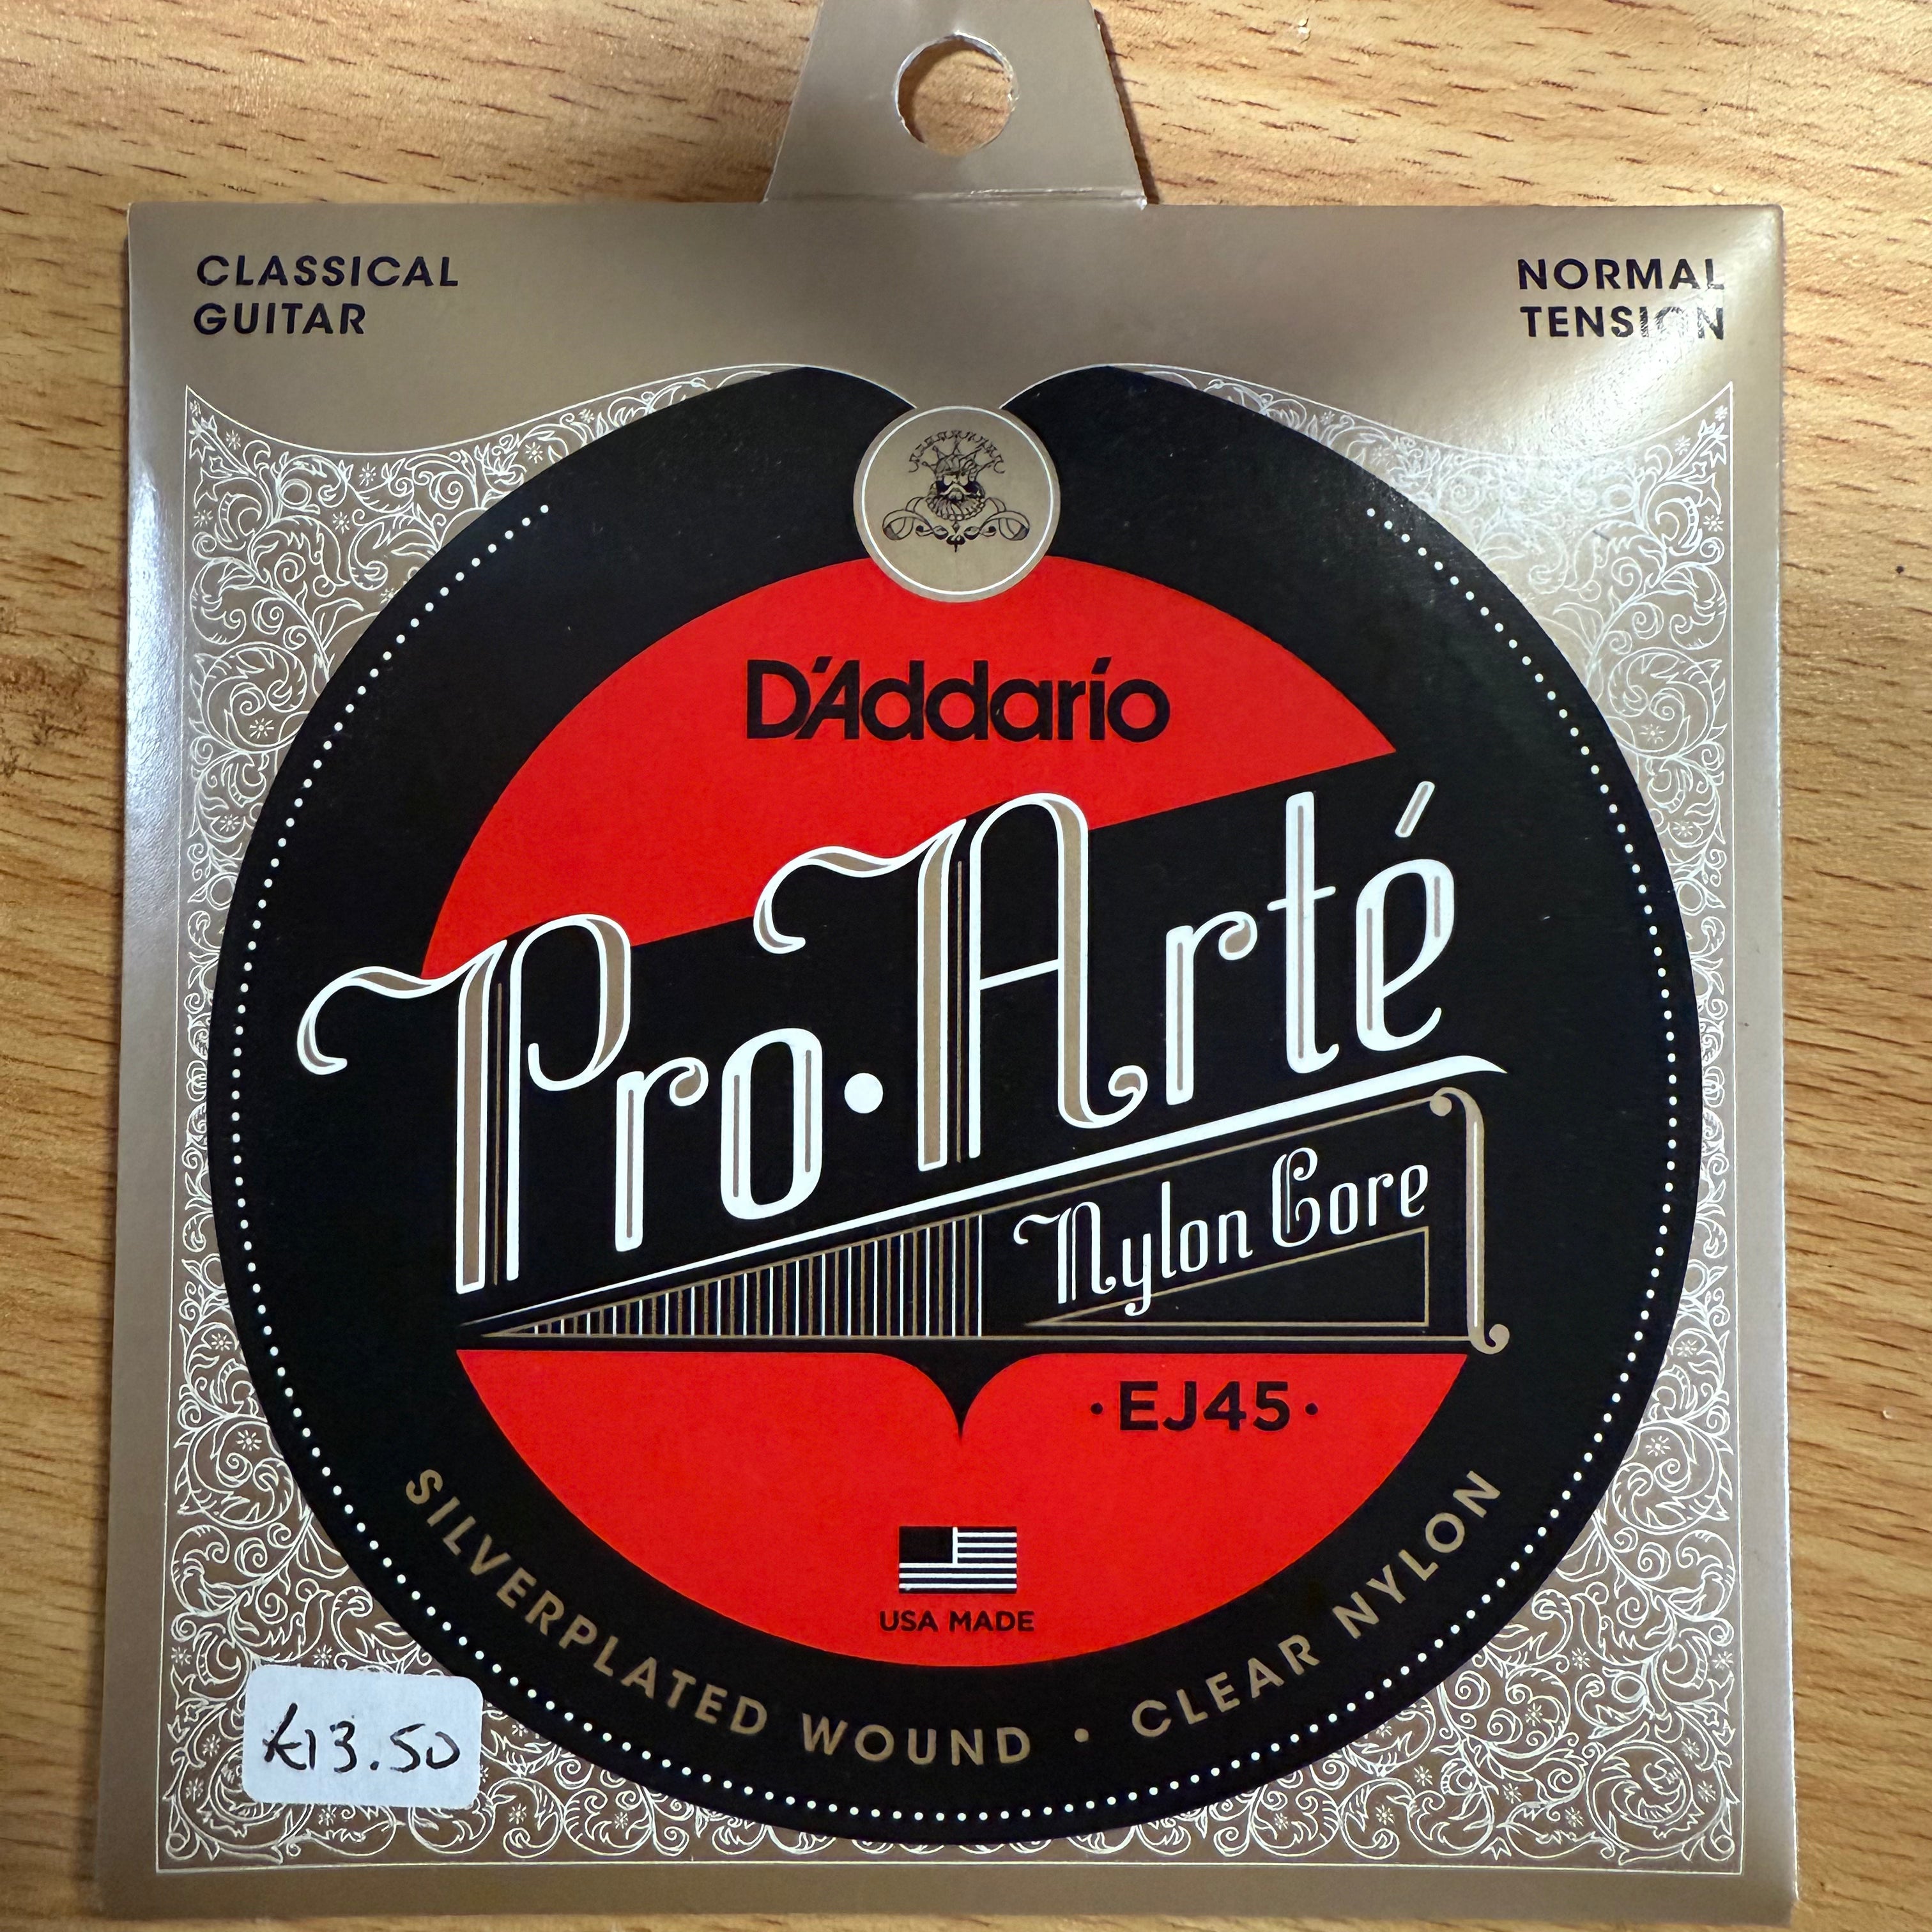 CLASSICAL
GUITAR
NORMAL
TENSION
D'Addario
Pro·Arté
Nylon Core
·EJ45·
USA MADE
SILVERPLATED WOUND · CLEAR NYLON
£13.50